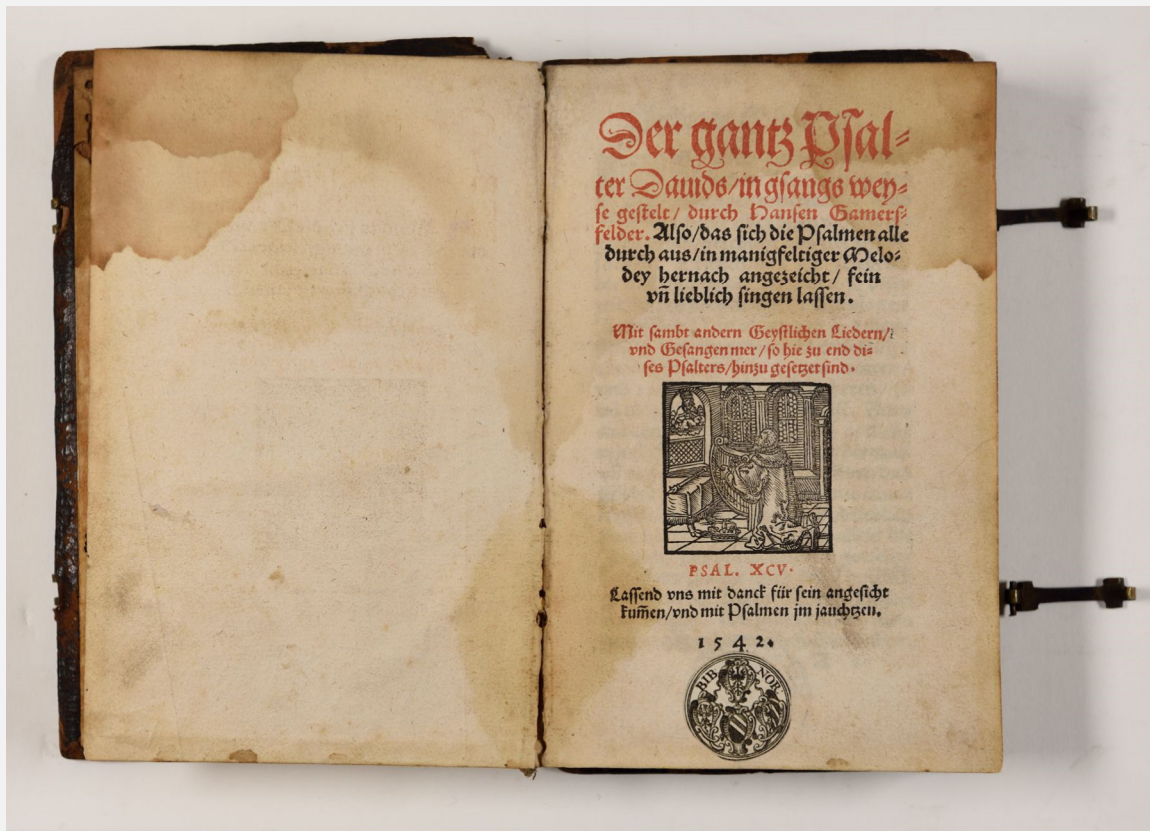 Der gantz Psal-
ter Dauids/in gsangs wey-
se gestelt/ durch Hansen Gamers-
felder. Also/das sich die Psalmen alle
durch aus/in manigfeltiger Melo-
dey hernach angezeicht/ fein
vn̄ lieblich singen lassen.
Mit sambt andern Geystlichen Liedern/
vnd Gesangen mer/so hie zu end di-
ses Psalters/hinzu gesetzet sind.
PSAL. XCV.
Lassend vns mit danck für sein angesicht
kum̄en/vnd mit Psalmen jm jauchtzen.
1542.
BIB NOR